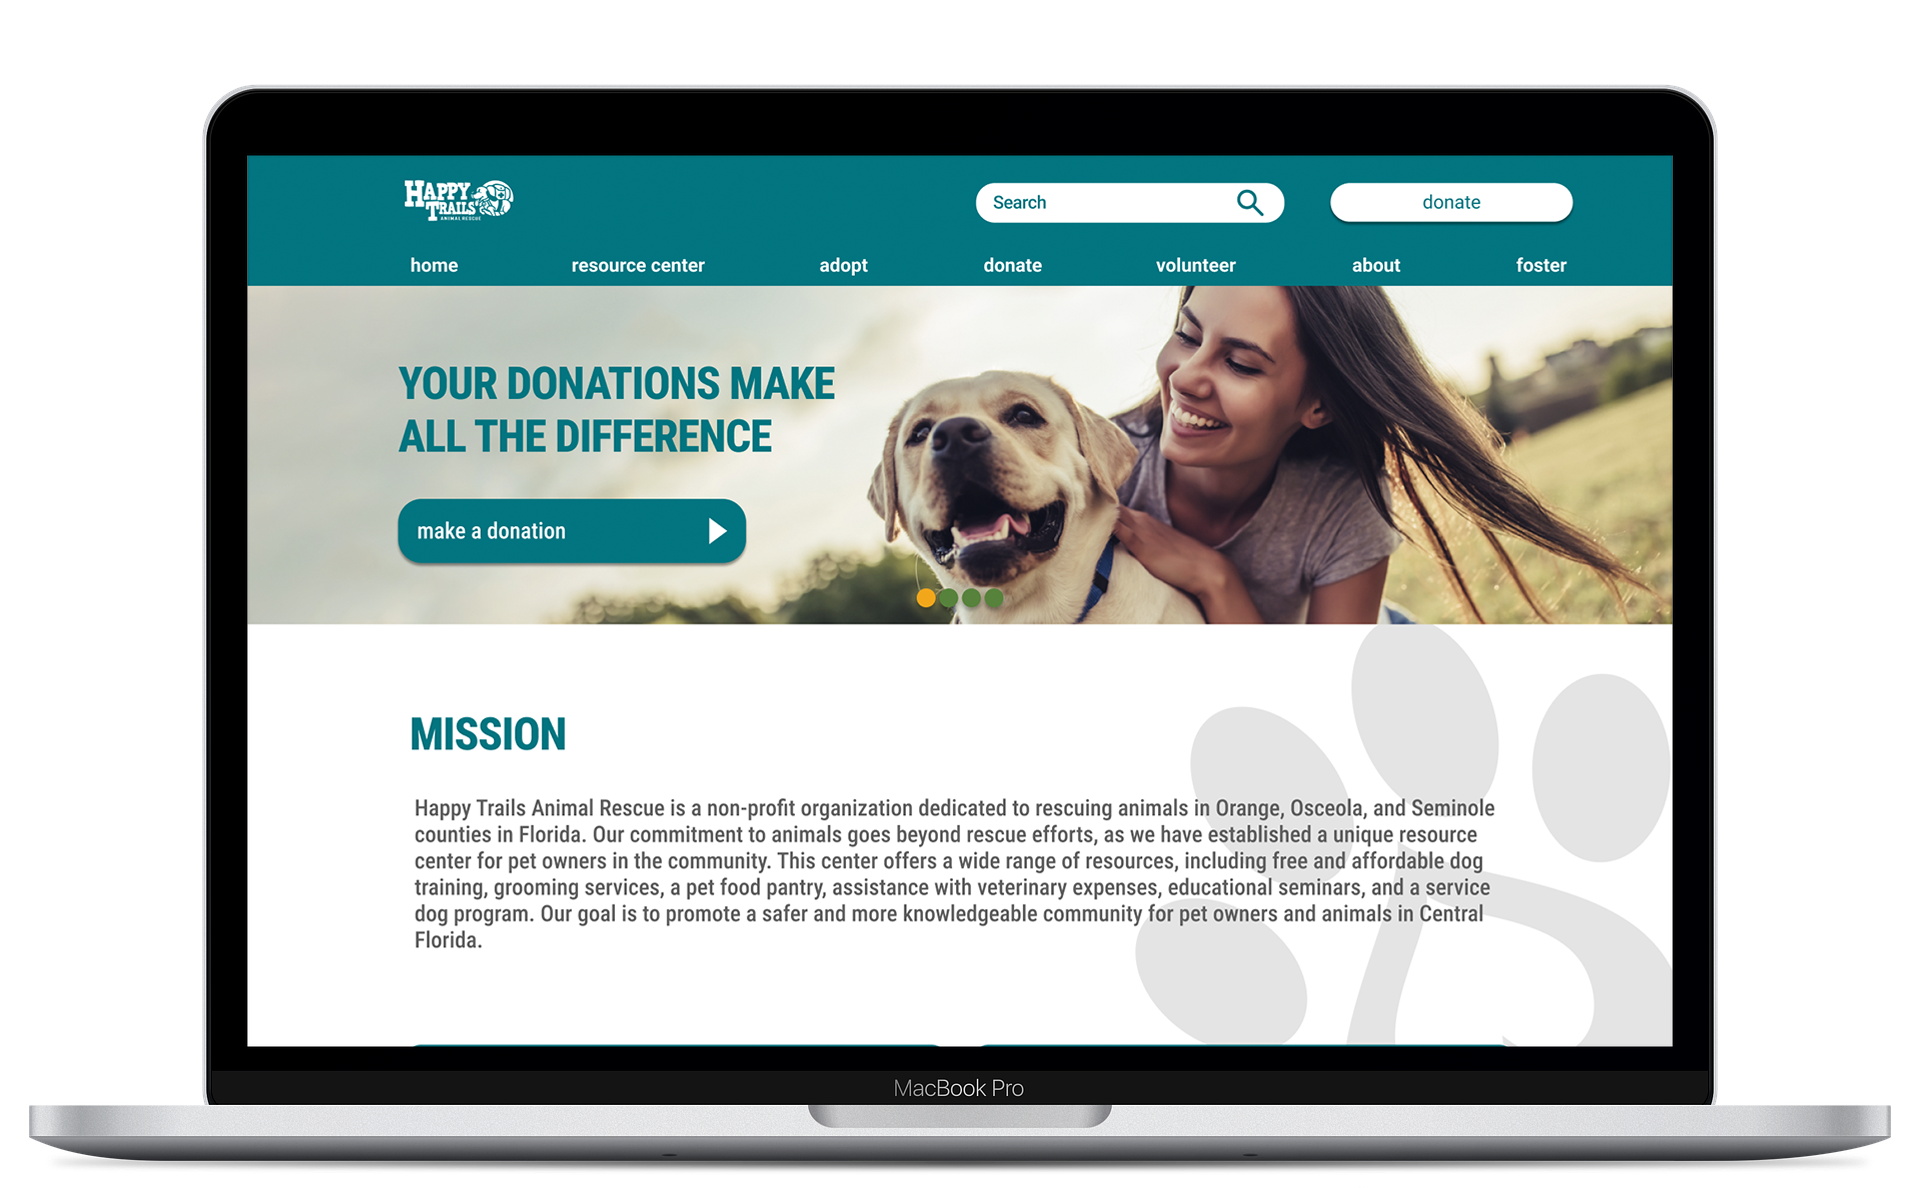 HAPPY
TRAILS
ANIMAL RESCUE
Search
donate
home
resource center
adopt
donate
volunteer
about
foster
YOUR DONATIONS MAKE
ALL THE DIFFERENCE
make a donation
MISSION
Happy Trails Animal Rescue is a non-profit organization dedicated to rescuing animals in Orange, Osceola, and Seminole
counties in Florida. Our commitment to animals goes beyond rescue efforts, as we have established a unique resource
center for pet owners in the community. This center offers a wide range of resources, including free and affordable dog
training, grooming services, a pet food pantry, assistance with veterinary expenses, educational seminars, and a service
dog program. Our goal is to promote a safer and more knowledgeable community for pet owners and animals in Central
Florida.
MacBook Pro